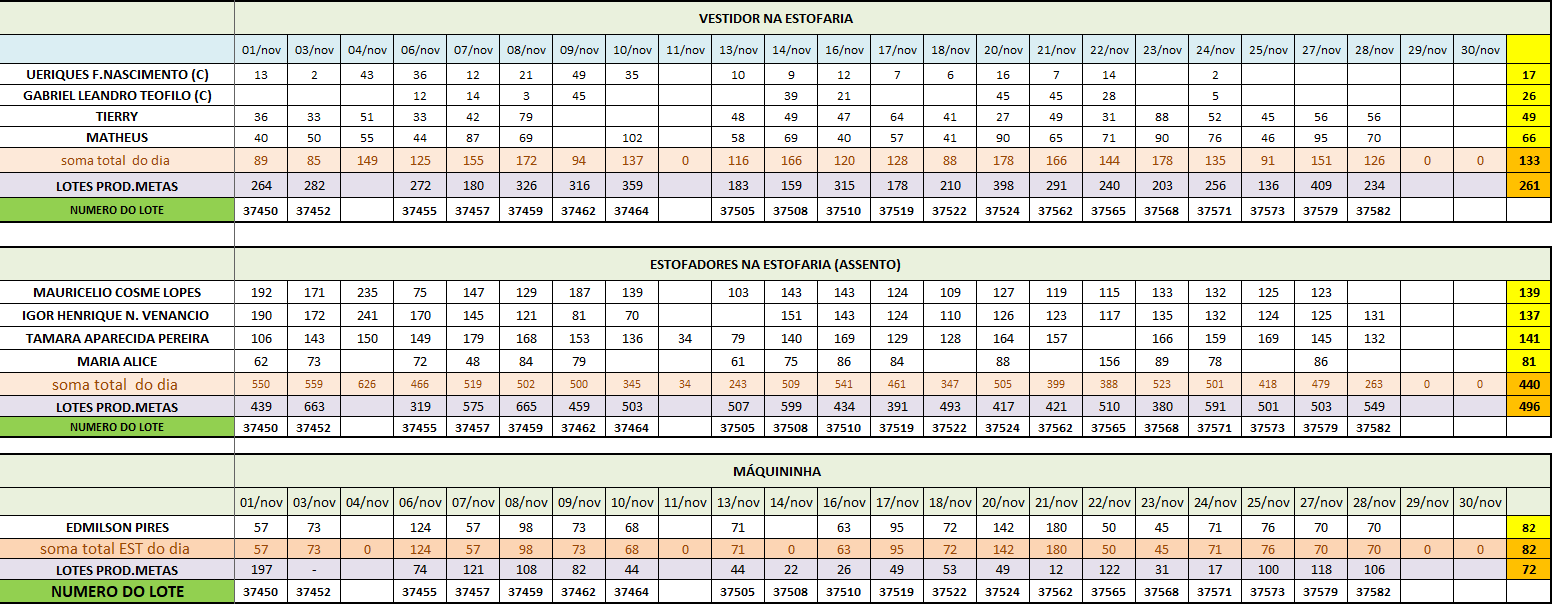 VESTIDOR NA ESTOFARIA
01/nov 03/nov 04/nov 06/nov 07/nov 08/nov 09/nov 10/nov 11/nov 13/nov 14/nov 16/nov 17/nov 18/nov 20/nov 21/nov 22/nov 23/nov 24/nov 25/nov 27/nov 28/nov 29/nov 30/nov
UERIQUES F.NASCIMENTO (C) 13 2 43 36 12 21 49 35 10 9 12 7 6 16 7 14 2 17
GABRIEL LEANDRO TEOFILO (C) 12 14 3 45 39 21 45 45 28 5 26
TIERRY 36 33 51 33 42 79 48 49 47 64 41 27 49 31 88 52 45 56 56 49
MATHEUS 40 50 55 44 87 69 102 58 69 40 57 41 90 65 71 90 76 46 95 70 66
soma total do dia 89 85 149 125 155 172 94 137 0 116 166 120 128 88 178 166 144 178 135 91 151 126 0 0 133
LOTES PROD.METAS 264 282 272 180 326 316 359 183 159 315 178 210 398 291 240 203 256 136 409 234 261
NUMERO DO LOTE 37450 37452 37455 37457 37459 37462 37464 37505 37508 37510 37519 37522 37524 37562 37565 37568 37571 37573 37579 37582
ESTOFADORES NA ESTOFARIA (ASSENTO)
MAURICELIO COSME LOPES 192 171 235 75 147 129 187 139 103 143 143 124 109 127 119 115 133 132 125 123 139
IGOR HENRIQUE N. VENANCIO 190 172 241 170 145 121 81 70 151 143 124 110 126 123 117 135 132 124 125 131 137
TAMARA APARECIDA PEREIRA 106 143 150 149 179 168 153 136 34 79 140 169 129 128 164 157 166 159 169 145 132 141
MARIA ALICE 62 73 72 48 84 79 61 75 86 84 88 156 89 78 86 81
soma total do dia 550 559 626 466 519 502 500 345 34 243 509 541 461 347 505 399 388 523 501 418 479 263 0 0 440
LOTES PROD.METAS 439 663 319 575 665 459 503 507 599 434 391 493 417 421 510 380 591 501 503 549 496
NUMERO DO LOTE 37450 37452 37455 37457 37459 37462 37464 37505 37508 37510 37519 37522 37524 37562 37565 37568 37571 37573 37579 37582
MÁQUININHA
01/nov 03/nov 04/nov 06/nov 07/nov 08/nov 09/nov 10/nov 11/nov 13/nov 14/nov 16/nov 17/nov 18/nov 20/nov 21/nov 22/nov 23/nov 24/nov 25/nov 27/nov 28/nov 29/nov 30/nov
EDMILSON PIRES 57 73 124 57 98 73 68 71 63 95 72 142 180 50 45 71 76 70 70 82
soma total EST do dia 57 73 0 124 57 98 73 68 0 71 0 63 95 72 142 180 50 45 71 76 70 70 0 0 82
LOTES PROD.METAS 197 - 74 121 108 82 44 44 22 26 49 53 49 12 122 31 17 100 118 106 72
NUMERO DO LOTE 37450 37452 37455 37457 37459 37462 37464 37505 37508 37510 37519 37522 37524 37562 37565 37568 37571 37573 37579 37582